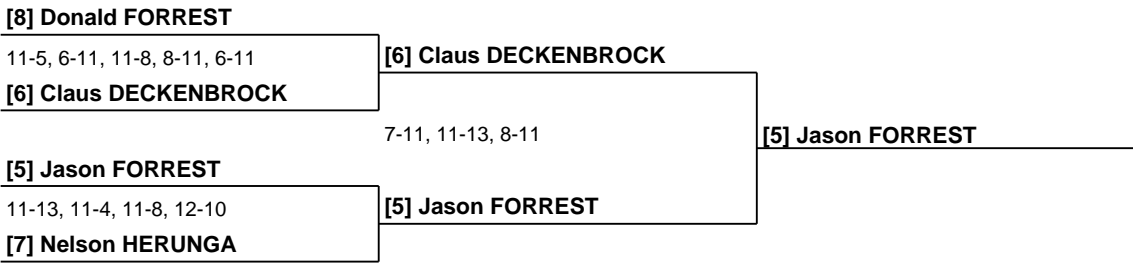 [8] Donald FORREST
11-5, 6-11, 11-8, 8-11, 6-11
[6] Claus DECKENBROCK
[6] Claus DECKENBROCK
7-11, 11-13, 8-11
[5] Jason FORREST
[5] Jason FORREST
11-13, 11-4, 11-8, 12-10
[5] Jason FORREST
[7] Nelson HERUNGA